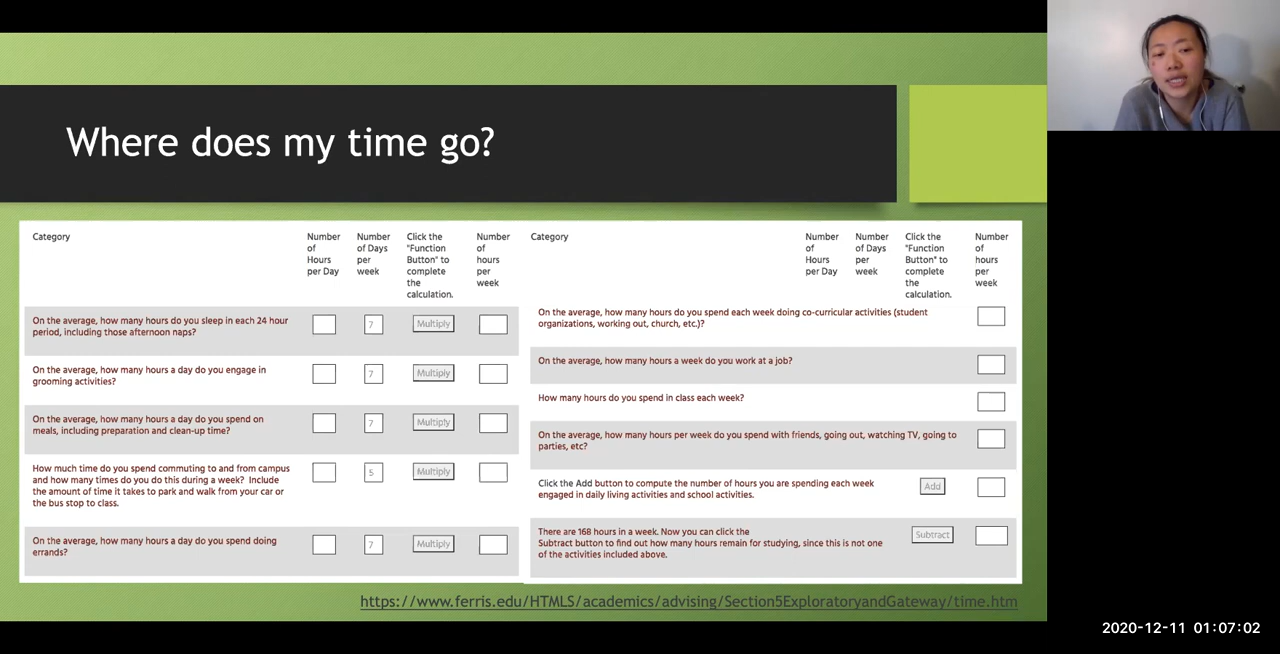 Where does my time go?
Category
Number
of
Hours
per Day
Number
of Days
per
week
Click the
"Function
Button" to
complete
the
calculation.
Number
of
hours
per
week
On the average, how many hours do you sleep in each 24 hour
period, including those afternoon naps?
7
Multiply
On the average, how many hours a day do you engage in
grooming activities?
7
Multiply
On the average, how many hours a day do you spend on
meals, including preparation and clean-up time?
7
Multiply
How much time do you spend commuting to and from campus
and how many times do you do this during a week? Include
the amount of time it takes to park and walk from your car or
the bus stop to class.
5
Multiply
On the average, how many hours a day do you spend doing
errands?
7
Multiply
Category
Number
of
Hours
per Day
Number
of Days
per
week
Click the
"Function
Button" to
complete
the
calculation.
Number
of
hours
per
week
On the average, how many hours do you spend each week doing co-curricular activities (student
organizations, working out, church, etc.)?
On the average, how many hours a week do you work at a job?
How many hours do you spend in class each week?
On the average, how many hours per week do you spend with friends, going out, watching TV, going to
parties, etc?
Click the Add button to compute the number of hours you are spending each week
engaged in daily living activities and school activities.
Add
There are 168 hours in a week. Now you can click the
Subtract button to find out how many hours remain for studying, since this is not one
of the activities included above.
Subtract
https://www.ferris.edu/HTMLS/academics/advising/Section5ExploratoryandGateway/time.htm
2020-12-11 01:07:02